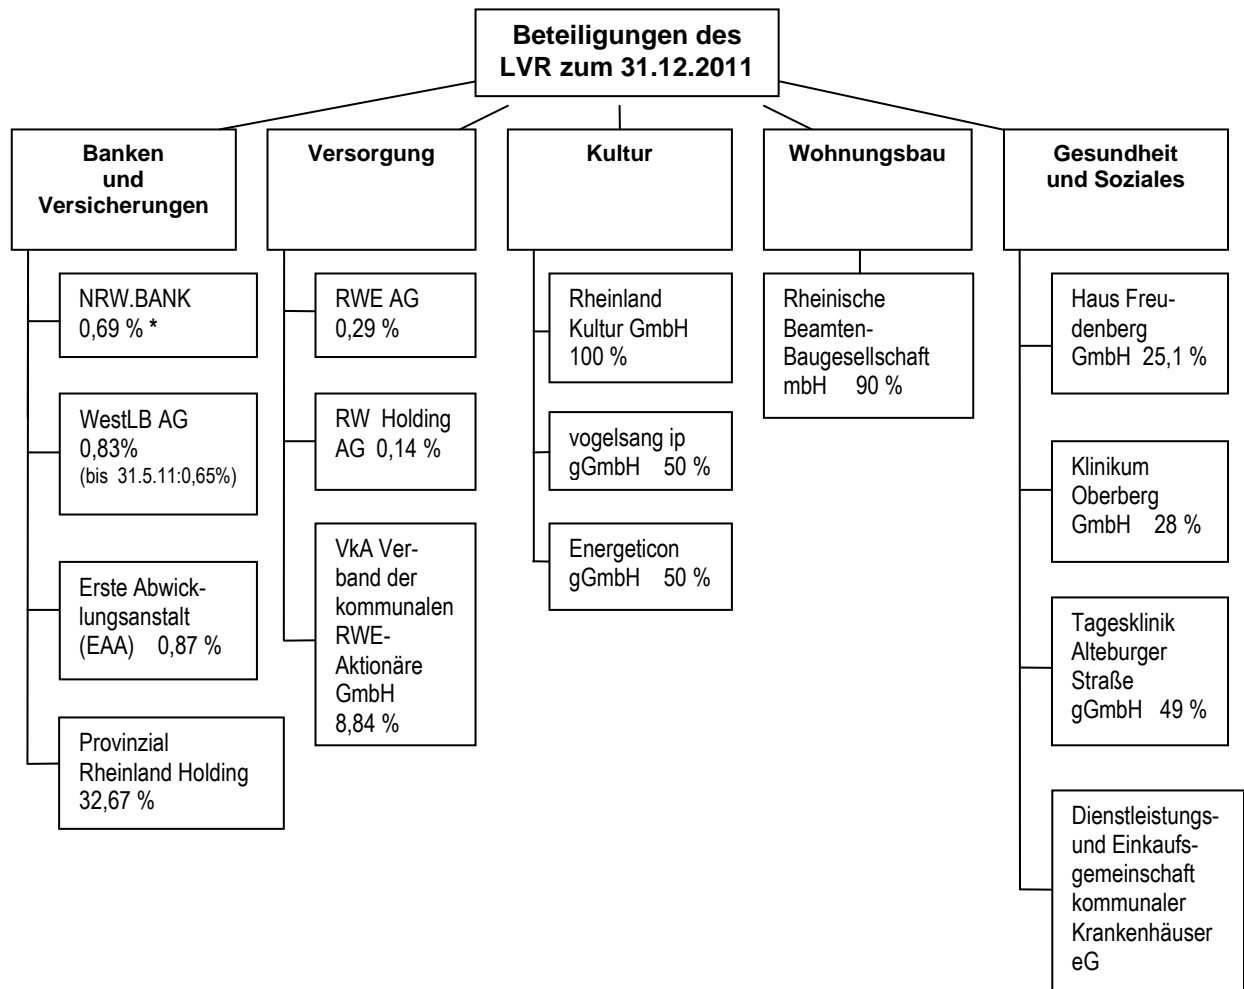 Beteiligungen des
LVR zum 31.12.2011
Banken
und
Versicherungen
NRW.BANK
0,69 % *
WestLB AG
0,83%
(bis 31.5.11:0,65%)
Erste Abwick-
lungsanstalt
(EAA) 0,87 %
Provinzial
Rheinland Holding
32,67 %
Versorgung
RWE AG
0,29 %
RW Holding
AG 0,14 %
VkA Ver-
band der
kommunalen
RWE-
Aktionäre
GmbH
8,84 %
Kultur
Rheinland
Kultur GmbH
100 %
vogelsang ip
gGmbH 50 %
Energeticon
gGmbH 50 %
Wohnungsbau
Rheinische
Beamten-
Baugesellschaft
mbH 90 %
Gesundheit
und Soziales
Haus Freu-
denberg
GmbH 25,1 %
Klinikum
Oberberg
GmbH 28 %
Tagesklinik
Alteburger
Straße
gGmbH 49 %
Dienstleistungs-
und Einkaufs-
gemeinschaft
kommunaler
Krankenhäuser
eG